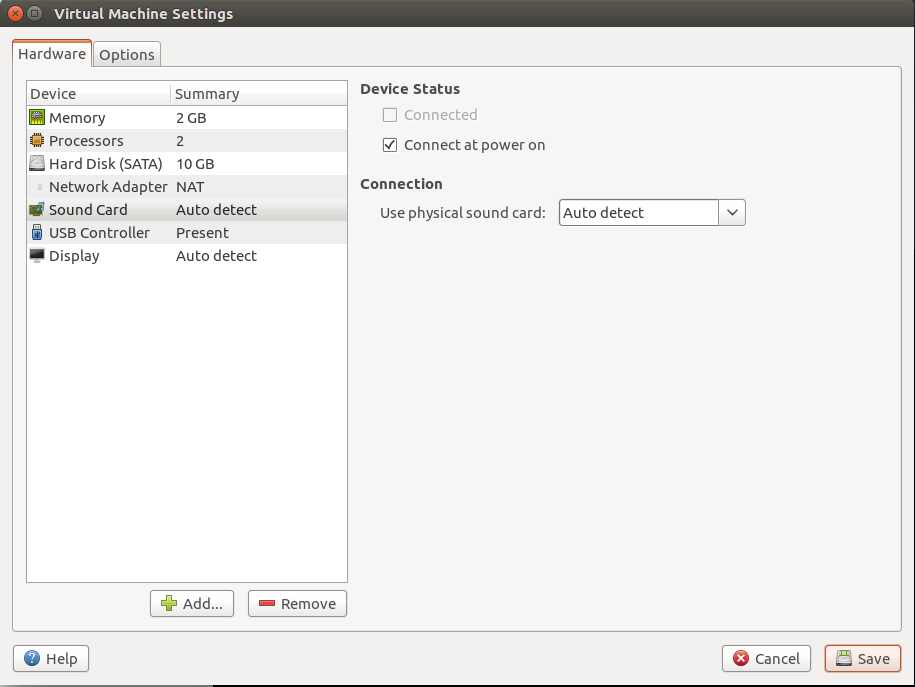 Virtual Machine Settings
Hardware Options
Device Summary
Memory 2 GB
Processors 2
Hard Disk (SATA) 10 GB
Network Adapter NAT
Sound Card Auto detect
USB Controller Present
Display Auto detect
Add... Remove
Device Status
Connected
Connect at power on
Connection
Use physical sound card: Auto detect
Help Cancel Save